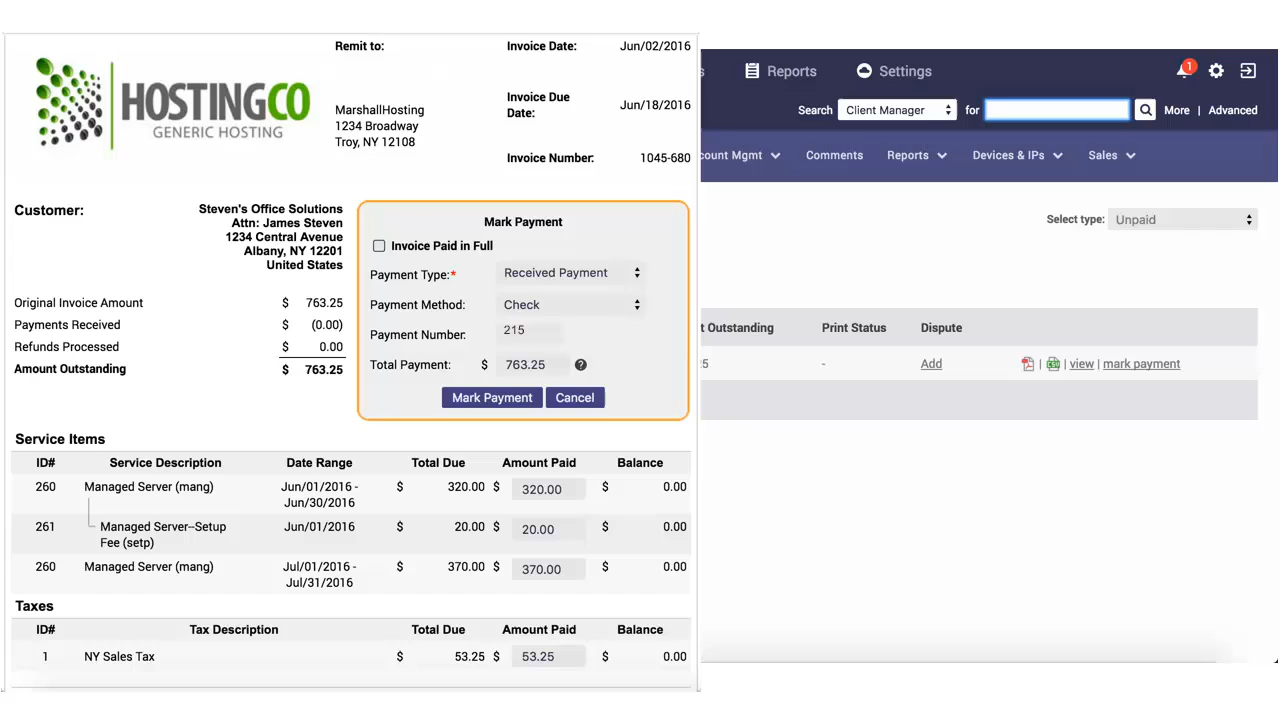 Remit to:
Invoice Date: Jun/02/2016
MarshallHosting
1234 Broadway
Troy, NY 12108
Invoice Due
Date: Jun/18/2016
Invoice Number: 1045-680
HOSTINGCO
GENERIC HOSTING
Customer:
Steven's Office Solutions
Attn: James Steven
1234 Central Avenue
Albany, NY 12201
United States
Original Invoice Amount $ 763.25
Payments Received $ (0.00)
Refunds Processed $ 0.00
Amount Outstanding $ 763.25
Mark Payment
Invoice Paid in Full
Payment Type:* Received Payment
Payment Method: Check
Payment Number: 215
Total Payment: $ 763.25 ?
Mark Payment Cancel
Service Items
ID# Service Description Date Range Total Due Amount Paid Balance
260 Managed Server (mang) Jun/01/2016 -
Jun/30/2016 $ 320.00 $ 320.00 $ 0.00
261 Managed Server--Setup
Fee (setp) Jun/01/2016 $ 20.00 $ 20.00 $ 0.00
260 Managed Server (mang) Jul/01/2016 -
Jul/31/2016 $ 370.00 $ 370.00 $ 0.00
Taxes
ID# Tax Description Total Due Amount Paid Balance
1 NY Sales Tax $ 53.25 $ 53.25 $ 0.00
s Reports Settings 1
Search Client Manager for More | Advanced
count Mgmt Comments Reports Devices & IPs Sales
Select type: Unpaid
t Outstanding Print Status Dispute
5 - Add | | view | mark payment